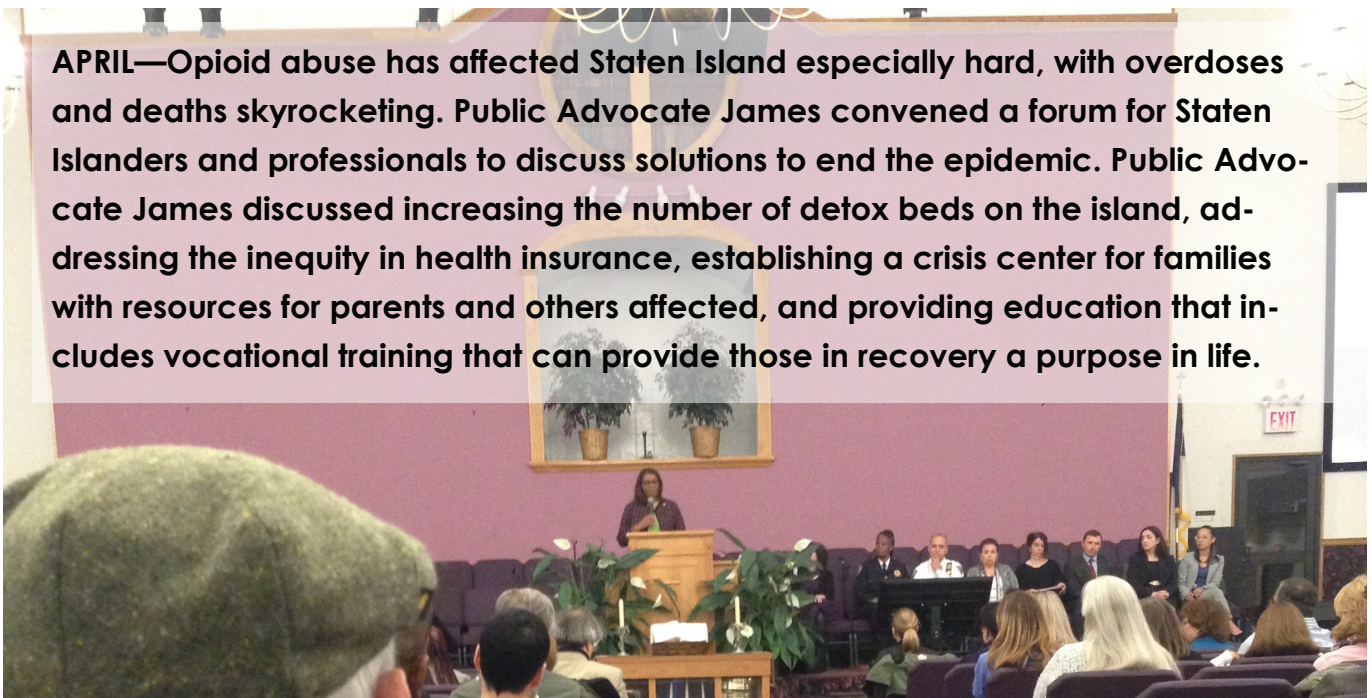 APRIL—Opioid abuse has affected Staten Island especially hard, with overdoses
and deaths skyrocketing. Public Advocate James convened a forum for Staten
Islanders and professionals to discuss solutions to end the epidemic. Public Advo-
cate James discussed increasing the number of detox beds on the island, ad-
dressing the inequity in health insurance, establishing a crisis center for families
with resources for parents and others affected, and providing education that in-
cludes vocational training that can provide those in recovery a purpose in life.
EXIT